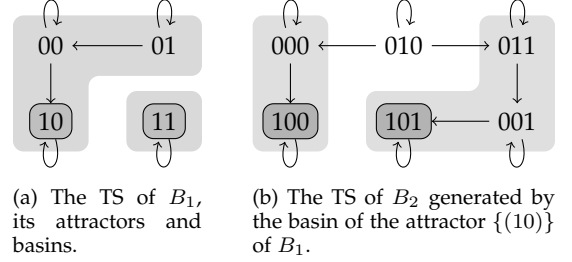 00 01 000 010 011
10 11 100 101 001
(a) The TS of B₁,
its attractors and
basins.
(b) The TS of B₂ generated by
the basin of the attractor {(10)}
of B₁.